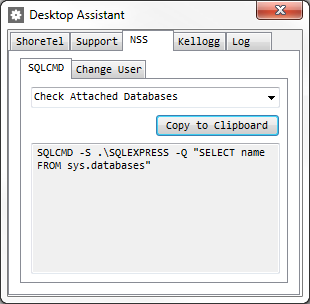 Desktop Assistant
ShoreTel Support NSS Kellogg Log
SQLCMD Change User
Check Attached Databases
Copy to Clipboard
SQLCMD -S .\SQLEXPRESS -Q "SELECT name
FROM sys.databases"